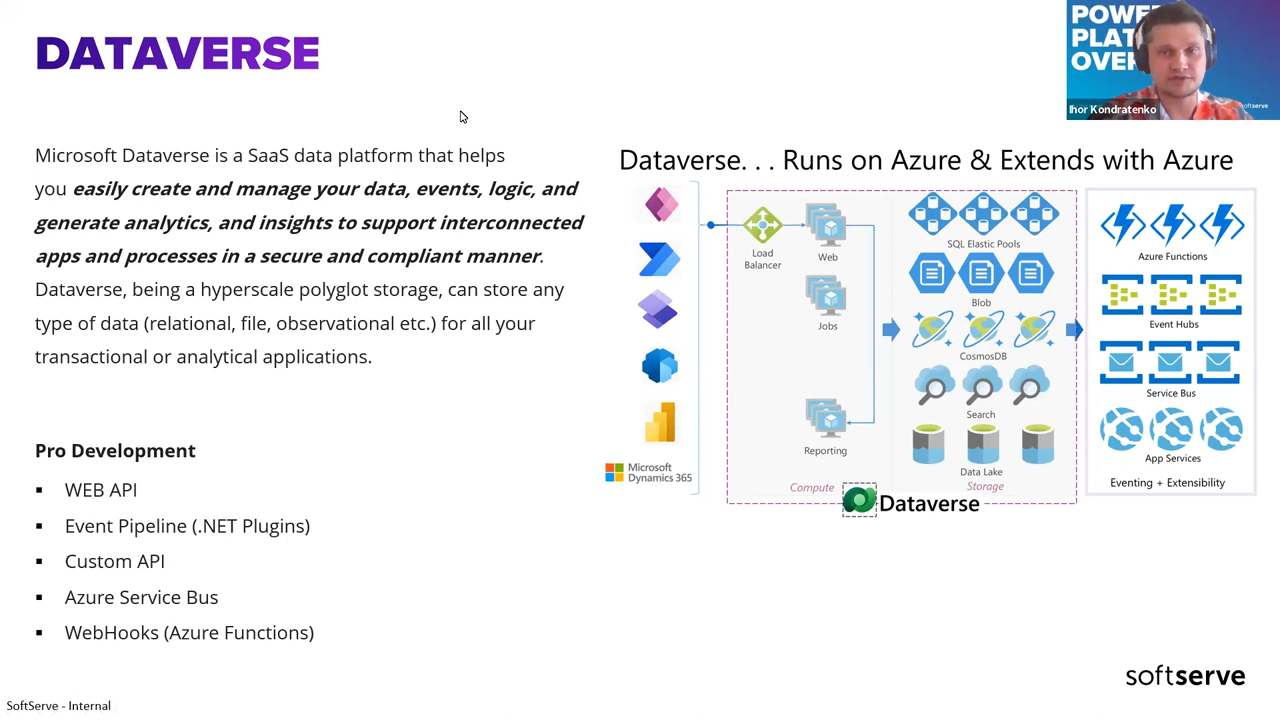 DATAVERSE
Microsoft Dataverse is a SaaS data platform that helps
you easily create and manage your data, events, logic, and
generate analytics, and insights to support interconnected
apps and processes in a secure and compliant manner.
Dataverse, being a hyperscale polyglot storage, can store any
type of data (relational, file, observational etc.) for all your
transactional or analytical applications.
Pro Development
▪ WEB API
▪ Event Pipeline (.NET Plugins)
▪ Custom API
▪ Azure Service Bus
▪ WebHooks (Azure Functions)
Dataverse. . . Runs on Azure & Extends with Azure
Microsoft
Dynamics 365
Load
Balancer
Web
Jobs
Reporting
Compute
SQL Elastic Pools
Blob
CosmosDB
Search
Data Lake
Storage
Dataverse
Azure Functions
Event Hubs
Service Bus
App Services
Eventing + Extensibility
Ihor Kondratenko
softserve
SoftServe - Internal